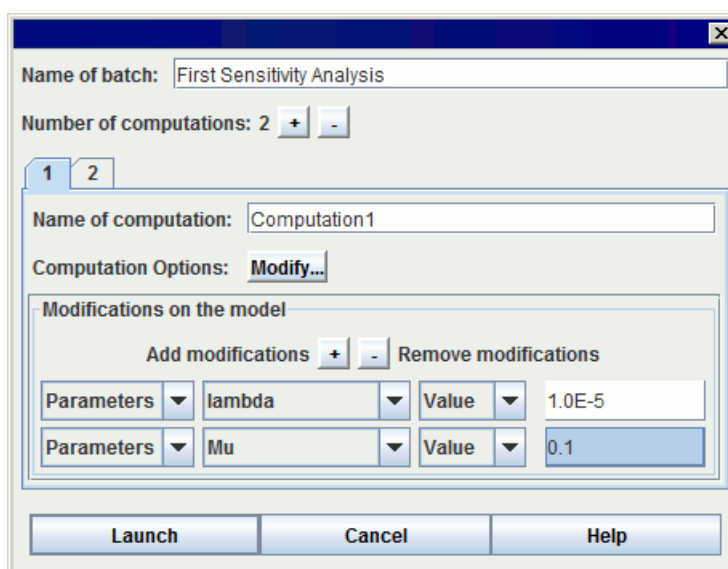 Name of batch: First Sensitivity Analysis
Number of computations: 2 + -
1 2
Name of computation: Computation1
Computation Options: Modify...
Modifications on the model
Add modifications + - Remove modifications
Parameters lambda Value 1.0E-5
Parameters Mu Value 0.1
Launch Cancel Help